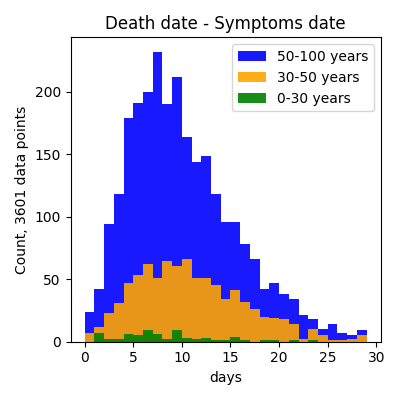 Death date - Symptoms date
50-100 years
30-50 years
0-30 years
Count, 3601 data points
200
150
100
50
0
0 5 10 15 20 25 30
days